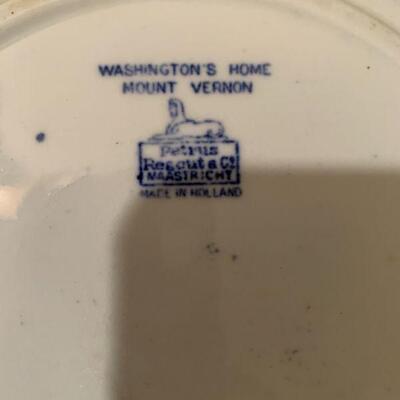 WASHINGTON'S HOME
MOUNT VERNON
Petrus
Regout & Co
MAASTRICHT
MADE IN HOLLAND